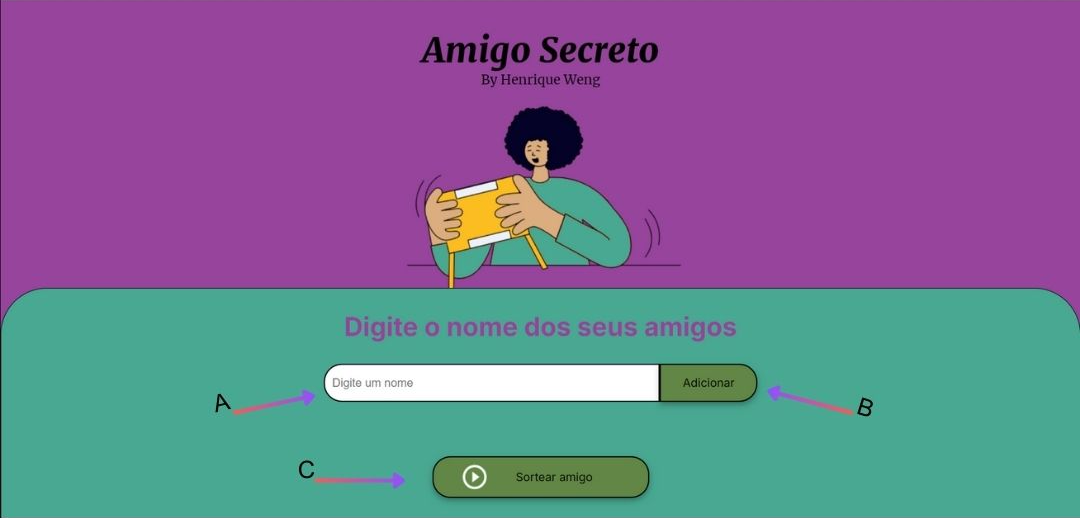 Amigo Secreto
By Henrique Weng
Digite o nome dos seus amigos
Digite um nome
Adicionar
A
B
C
Sortear amigo